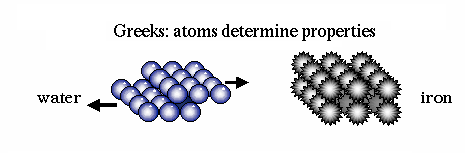 Greeks: atoms determine properties
water
iron